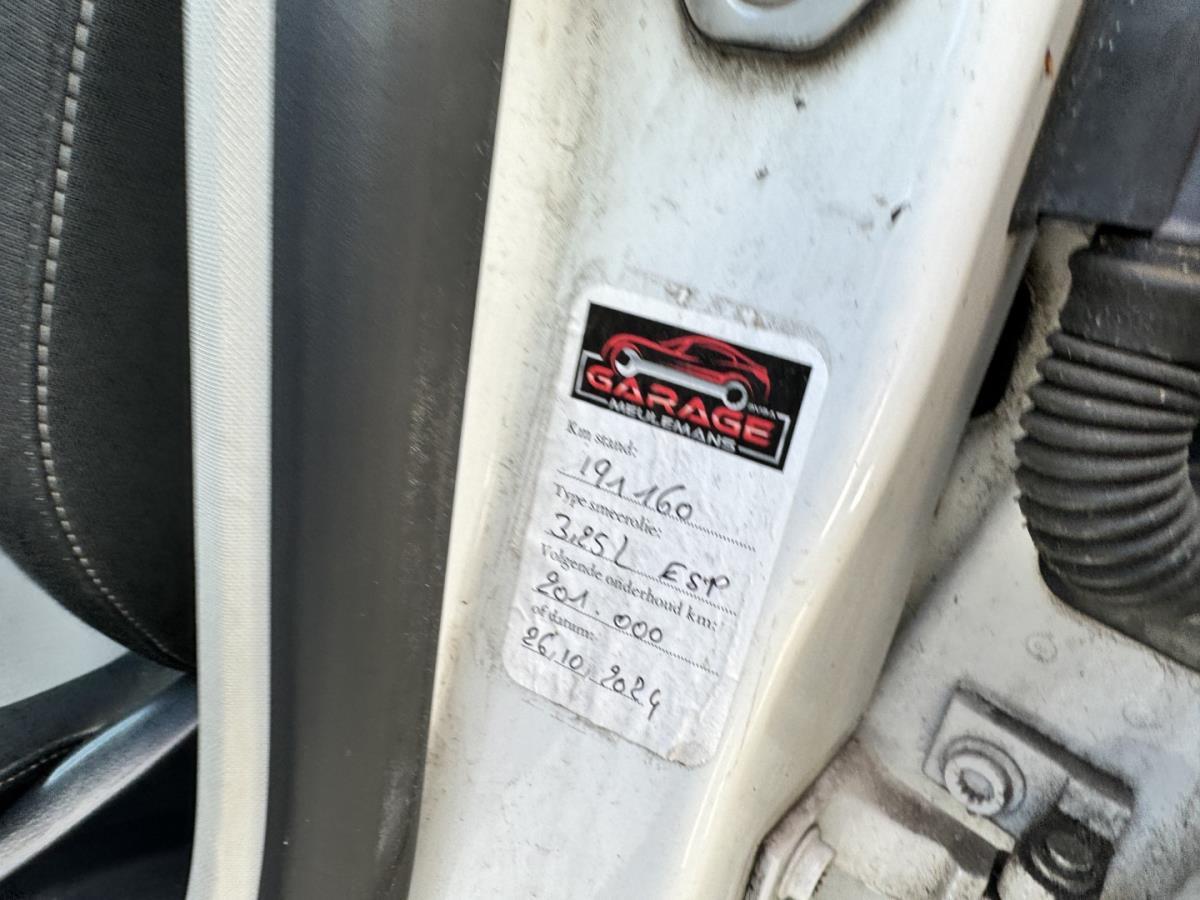 GARAGE
MEULEMANS
Km stand:
191160
Type smeerolie:
3,25L ESP
Volgende onderhoud km:
201.000
of datum:
26.10.2024